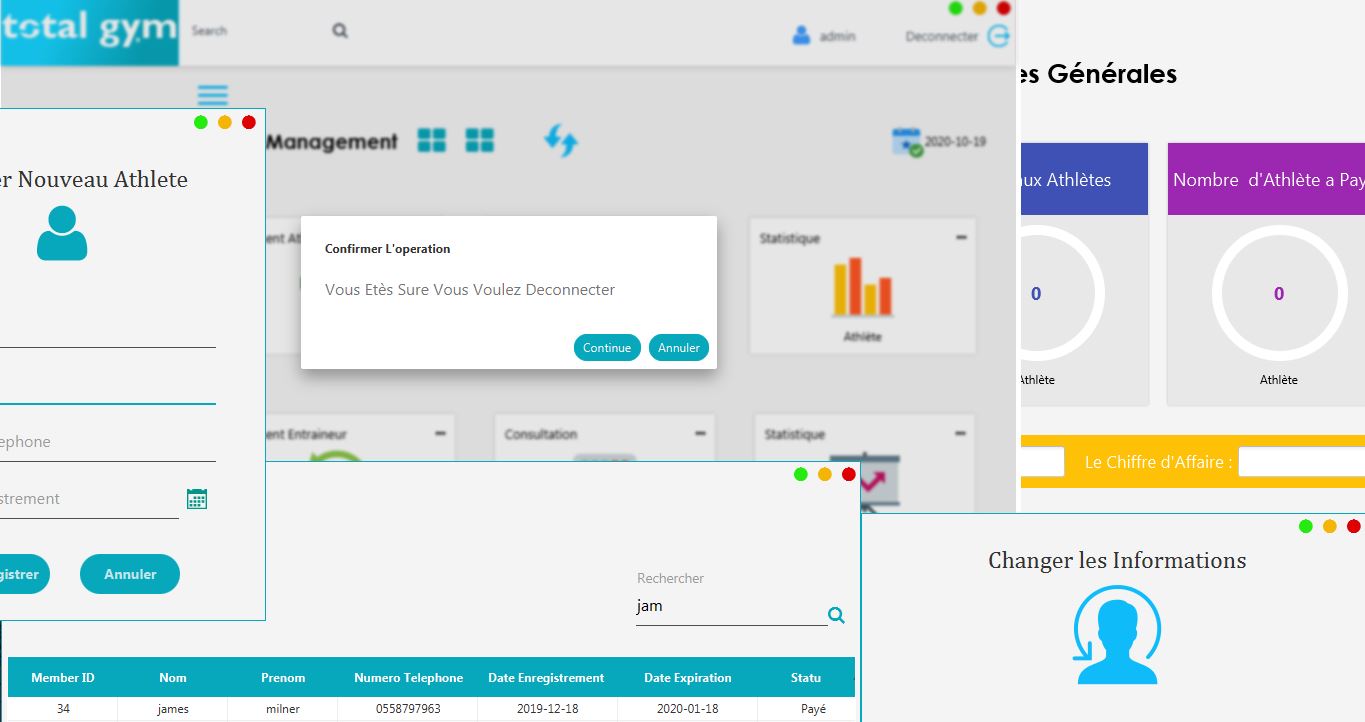 total gym
Search
admin
Deconnecter
Management
2020-10-19
es Générales
er Nouveau Athlete
ephone
strement
gistrer
Annuler
ent At
Confirmer L'operation
Vous Etès Sure Vous Voulez Deconnecter
Continue
Annuler
Statistique
Athlète
ent Entraineur
Consultation
Statistique
ux Athlètes
0
Athlète
Nombre d'Athlète a Pay
0
Athlète
Le Chiffre d'Affaire :
Rechercher
jam
Member ID Nom Prenom Numero Telephone Date Enregistrement Date Expiration Statu
34 james milner 0558797963 2019-12-18 2020-01-18 Payé
Changer les Informations